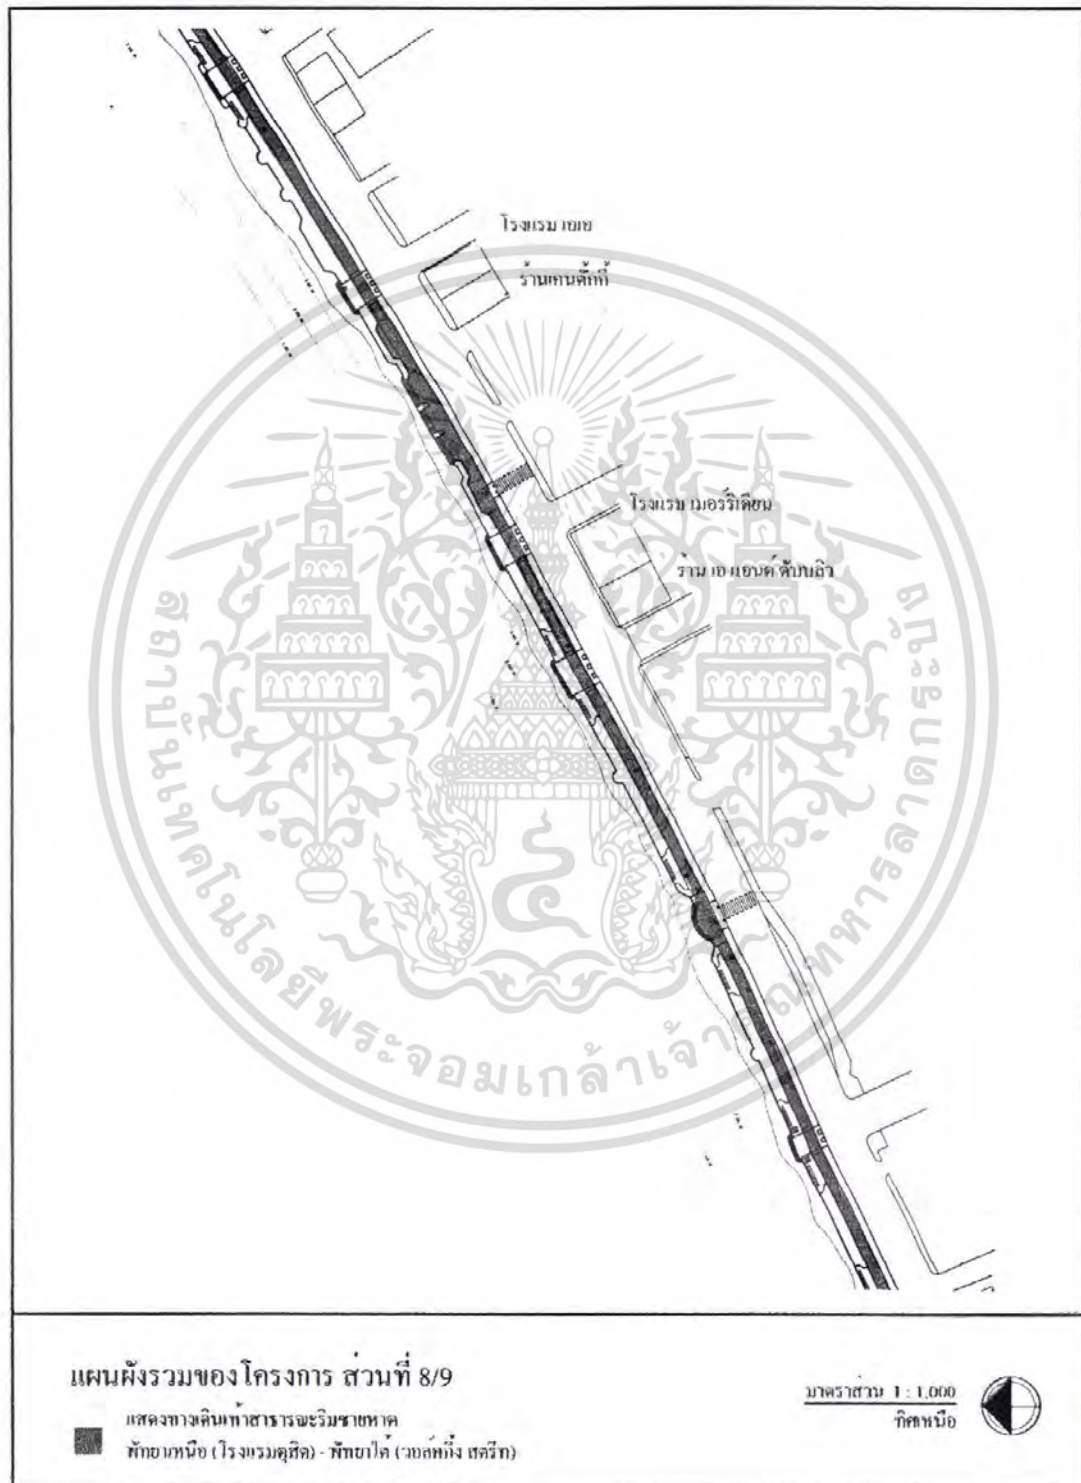 โรงแรม เอเอ
ร้านเคนตั๊กกี้
โรงแรม เมอร์ริเดียน
ร้าน เอ แอนด์ ดับบลิว
สถาบันเทคโนโลยีพระจอมเกล้าเจ้าคุณทหารลาดกระบัง
แผนผังรวมของโครงการ ส่วนที่ 8/9
แสดงทางเดินเท้าสาธารณะริมชายหาด
พัทยาเหนือ (โรงแรมดุสิต) - พัทยาใต้ (วอล์คกิ้ง สตรีท)
มาตราส่วน 1 : 1,000
ทิศเหนือ